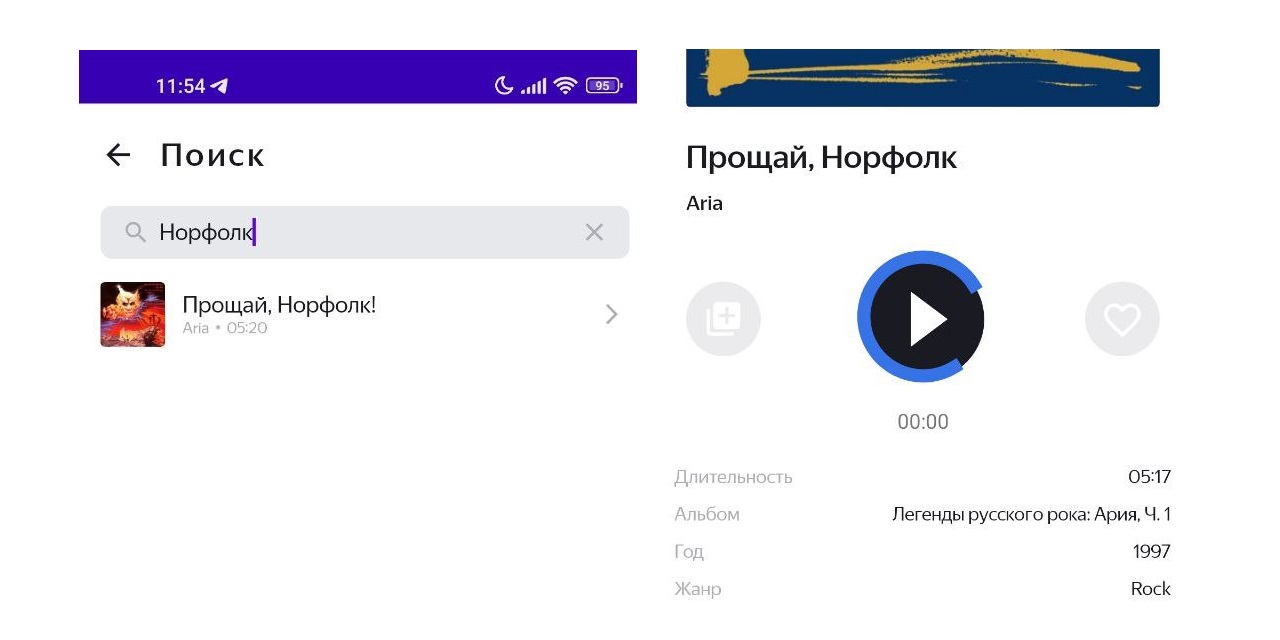 11:54
95
Поиск
Норфолк
Прощай, Норфолк!
Aria • 05:20
Прощай, Норфолк
Aria
00:00
Длительность 05:17
Альбом Легенды русского рока: Ария, Ч. 1
Год 1997
Жанр Rock